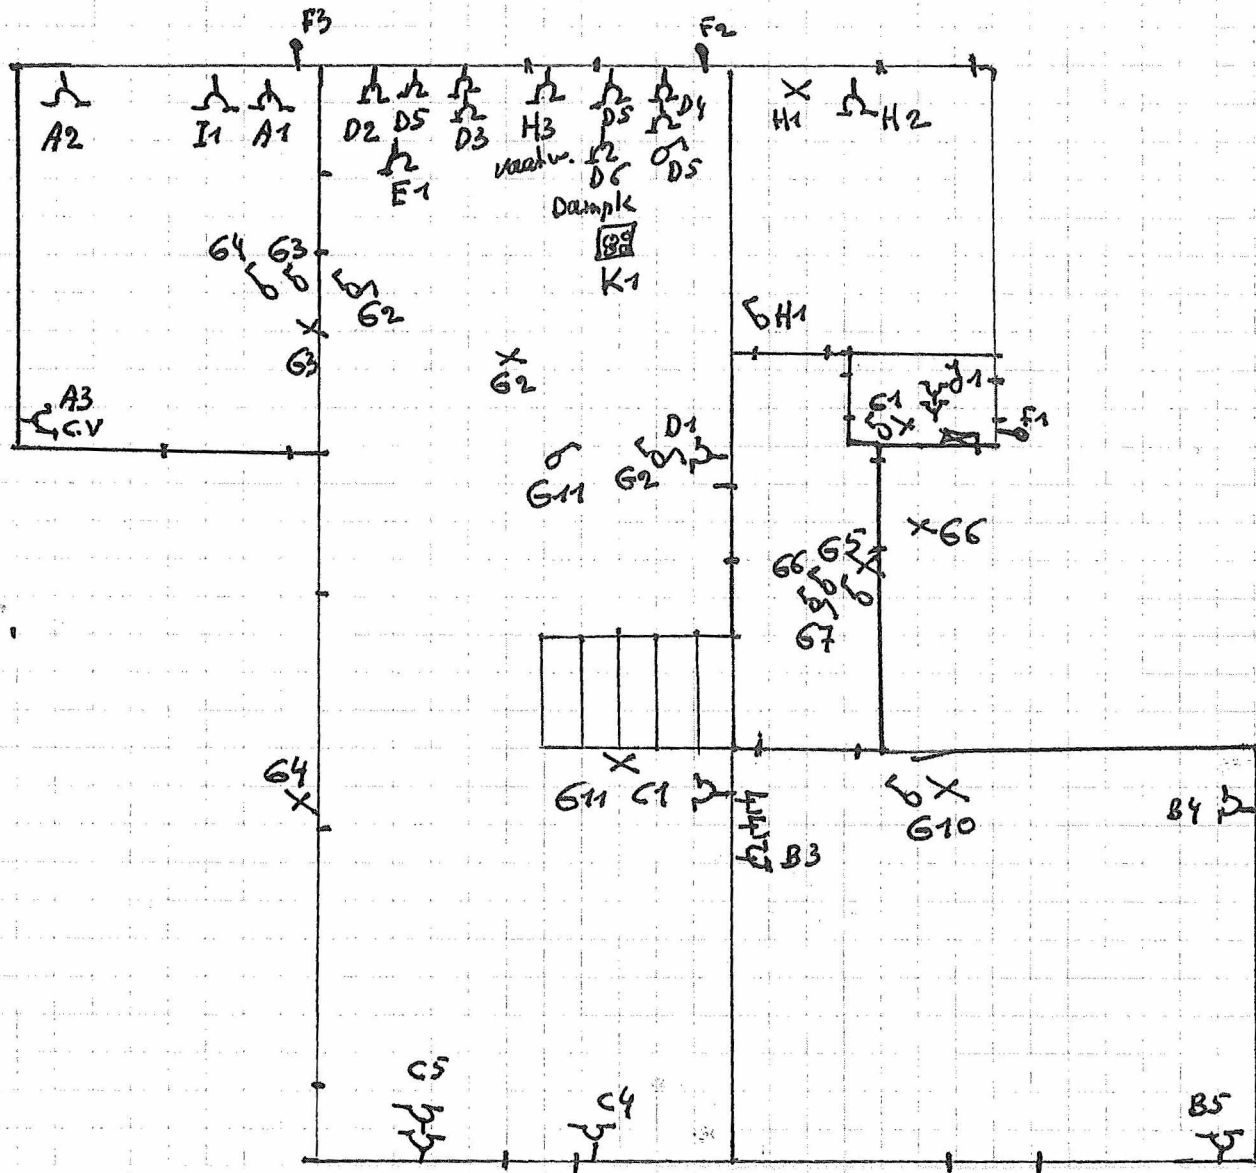 F3 F2
A2 I1 A1 D2 D5 D3 H3 D5 D4 H1 H2
E1 vaatw. D6 D5
Dampk
K1
G4 G3 G2 H1
G3
G2
A3
C.V
D1 G1 J1 F1
G11 G2
G6
G6 G5
G7
G4
G11 C1 G10 B4
B3
C5
C4
B5